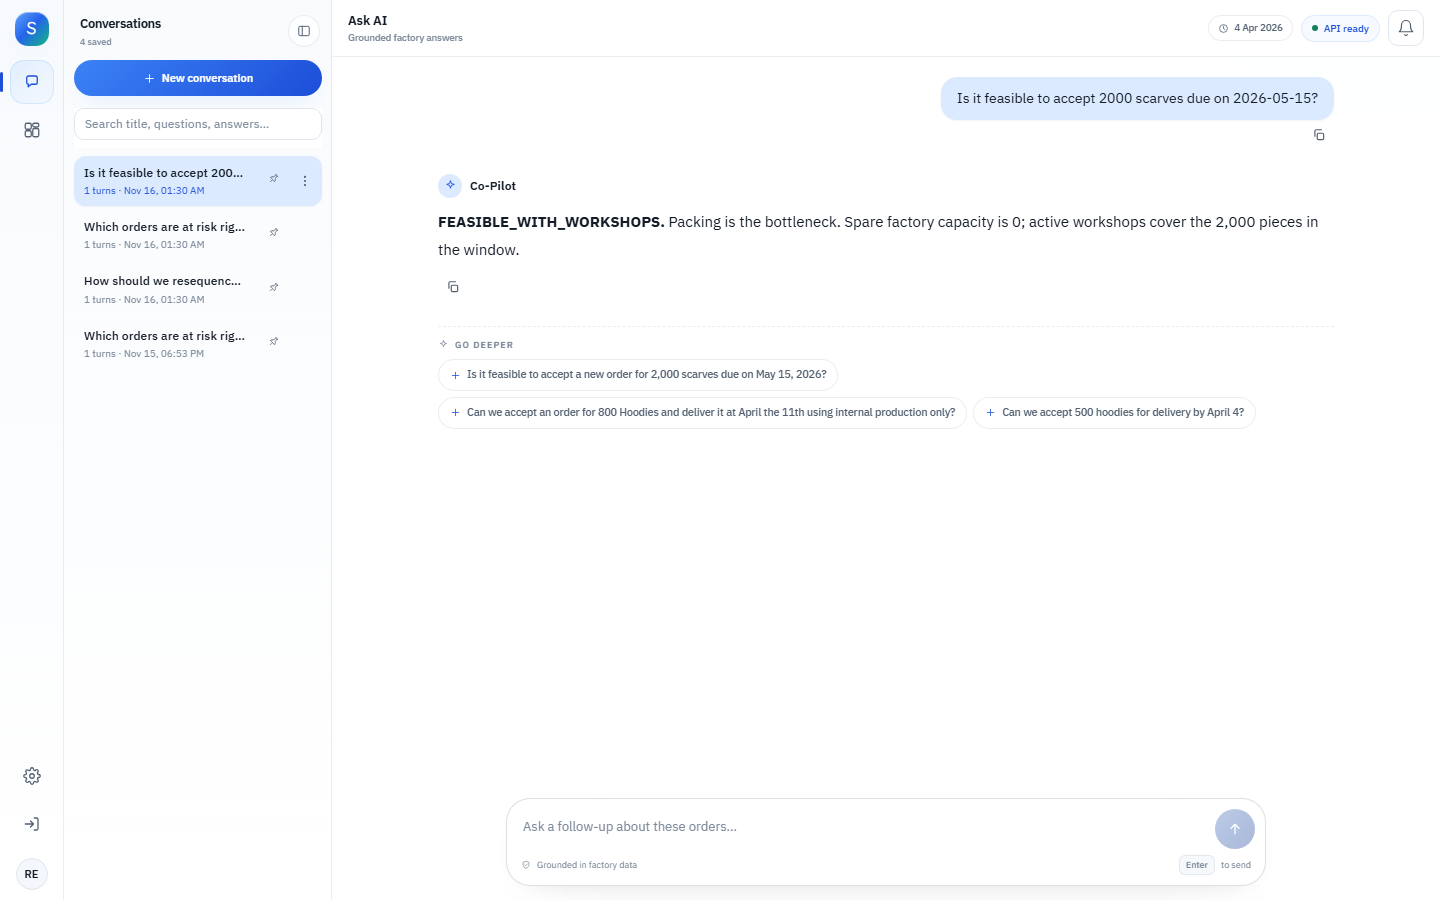 S
Conversations
4 saved
New conversation
Search title, questions, answers...
Is it feasible to accept 200...
1 turns · Nov 16, 01:30 AM
Which orders are at risk rig...
1 turns · Nov 16, 01:30 AM
How should we resequenc...
1 turns · Nov 16, 01:30 AM
Which orders are at risk rig...
1 turns · Nov 15, 06:53 PM
RE
Ask AI
Grounded factory answers
4 Apr 2026
API ready
Is it feasible to accept 2000 scarves due on 2026-05-15?
Co-Pilot
FEASIBLE_WITH_WORKSHOPS. Packing is the bottleneck. Spare factory capacity is 0; active workshops cover the 2,000 pieces in
the window.
GO DEEPER
Is it feasible to accept a new order for 2,000 scarves due on May 15, 2026?
Can we accept an order for 800 Hoodies and deliver it at April the 11th using internal production only?
Can we accept 500 hoodies for delivery by April 4?
Ask a follow-up about these orders...
Grounded in factory data
Enter to send